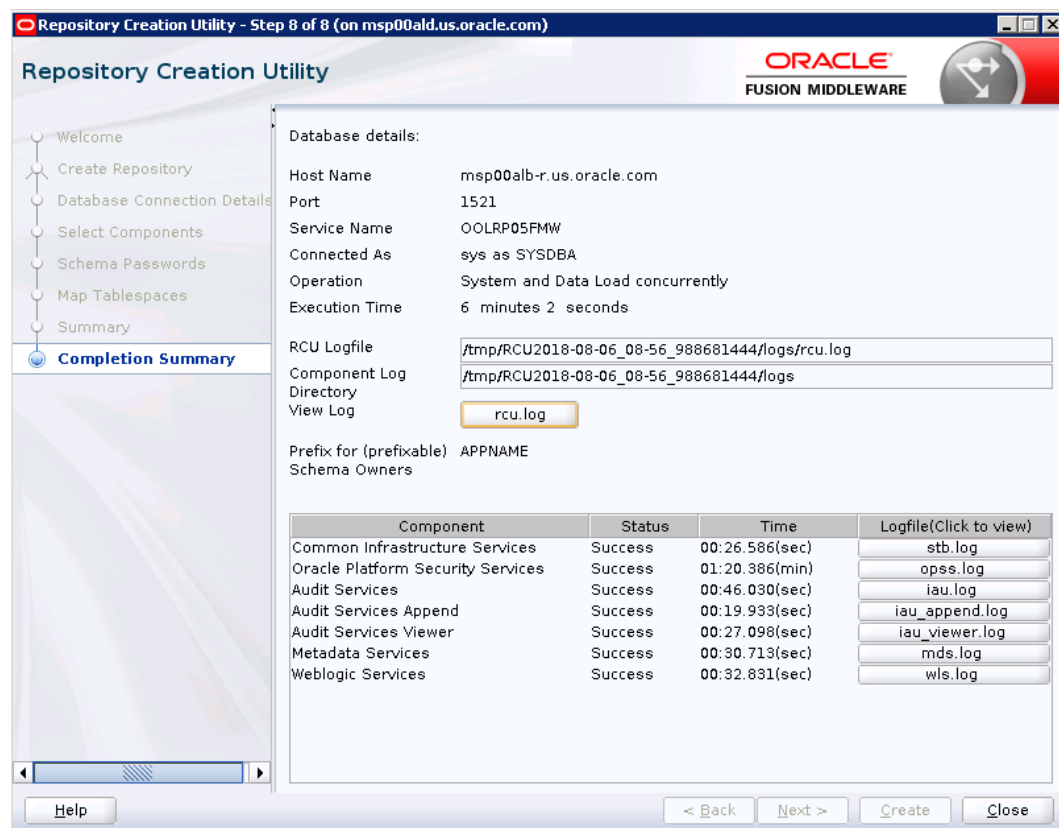 Repository Creation Utility - Step 8 of 8 (on msp00ald.us.oracle.com)
Repository Creation Utility
ORACLE
FUSION MIDDLEWARE
Welcome
Create Repository
Database Connection Details
Select Components
Schema Passwords
Map Tablespaces
Summary
Completion Summary
Database details:
Host Name msp00alb-r.us.oracle.com
Port 1521
Service Name OOLRP05FMW
Connected As sys as SYSDBA
Operation System and Data Load concurrently
Execution Time 6 minutes 2 seconds
RCU Logfile /tmp/RCU2018-08-06_08-56_988681444/logs/rcu.log
Component Log /tmp/RCU2018-08-06_08-56_988681444/logs
Directory
View Log rcu.log
Prefix for (prefixable) APPNAME
Schema Owners
Component Status Time Logfile(Click to view)
Common Infrastructure Services Success 00:26.586(sec) stb.log
Oracle Platform Security Services Success 01:20.386(min) opss.log
Audit Services Success 00:46.030(sec) iau.log
Audit Services Append Success 00:19.933(sec) iau_append.log
Audit Services Viewer Success 00:27.098(sec) iau_viewer.log
Metadata Services Success 00:30.713(sec) mds.log
Weblogic Services Success 00:32.831(sec) wls.log
Help < Back Next > Create Close